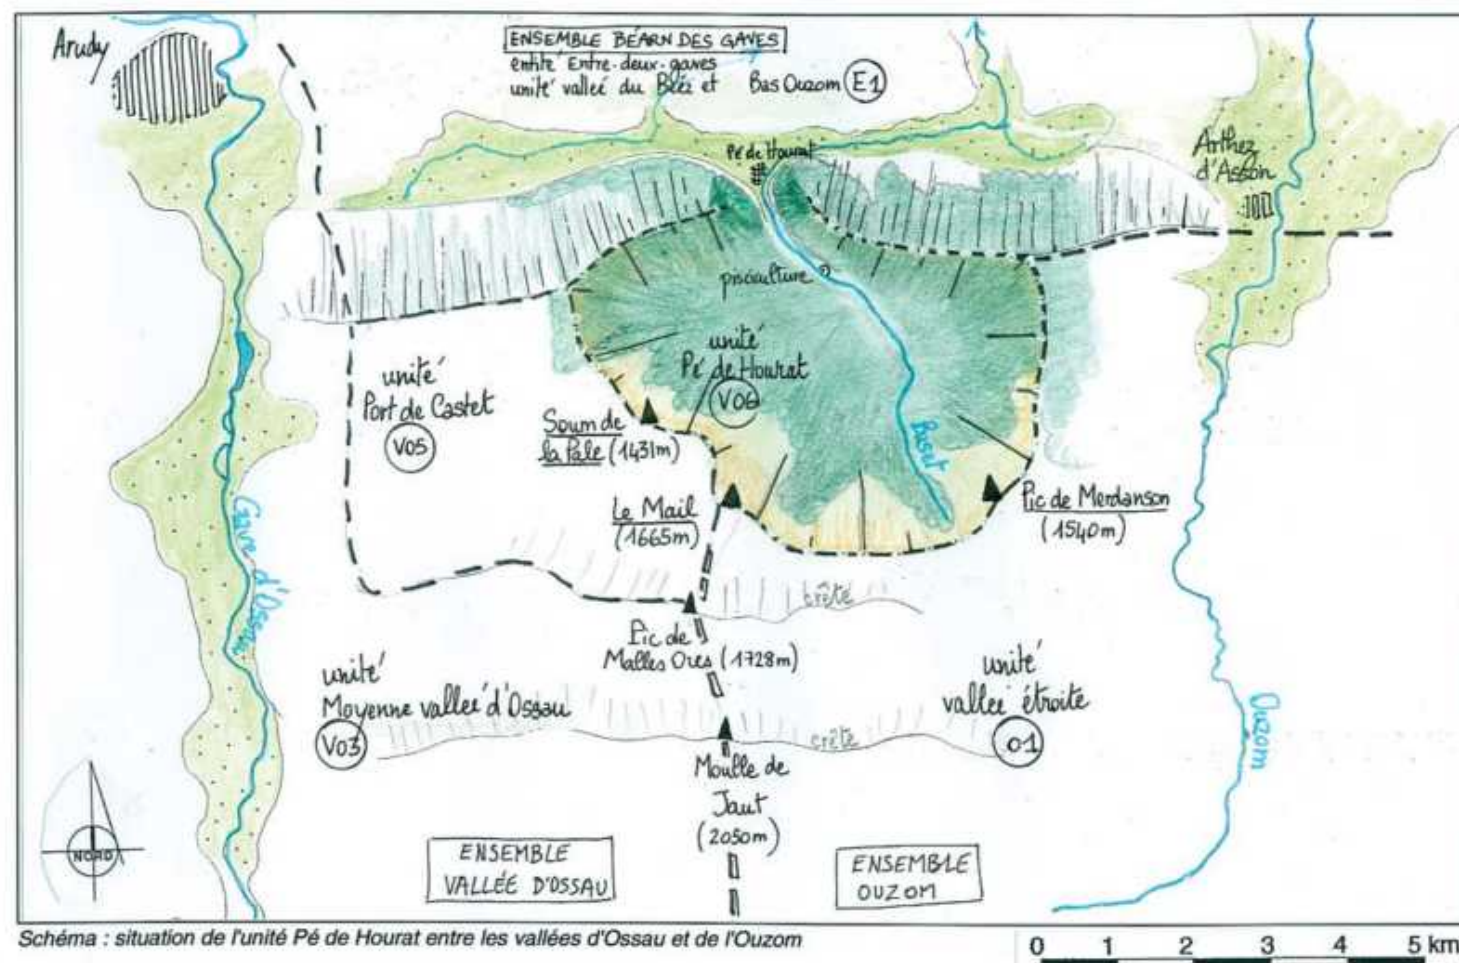 Arudy
ENSEMBLE BÉARN DES GAVES
entité Entre-deux-gaves
unité vallée du Bééz et Bas Ouzom E1
Pé de Hourat
Arthez
d'Asson
pisciculture
unité
Pé de Hourat
V06
unité
Port de Castet
V05
Soum de
la Pale (1431m)
Le Mail
(1665m)
Pic de Merdanson
(1540m)
Gave d'Ossau
crête
Pic de
Malles Ores (1728m)
unité
Moyenne vallée d'Ossau
V03
unité
vallée étroite
01
crête
Ouzom
Moulle de
Jaut
(2050m)
NORD
ENSEMBLE
VALLÉE D'OSSAU
ENSEMBLE
OUZOM
Schéma : situation de l'unité Pé de Hourat entre les vallées d'Ossau et de l'Ouzom
0 1 2 3 4 5 km